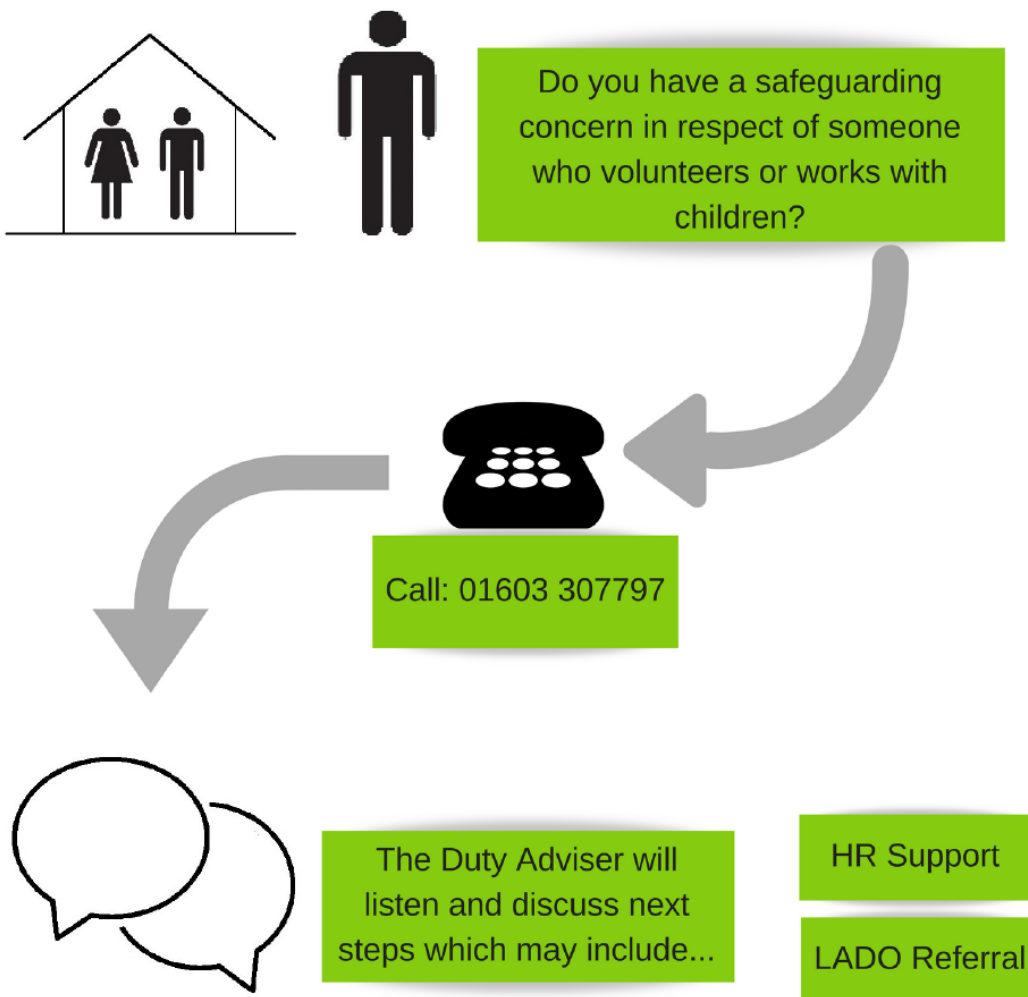 Do you have a safeguarding
concern in respect of someone
who volunteers or works with
children?
Call: 01603 307797
The Duty Adviser will
listen and discuss next
steps which may include...
HR Support
LADO Referral